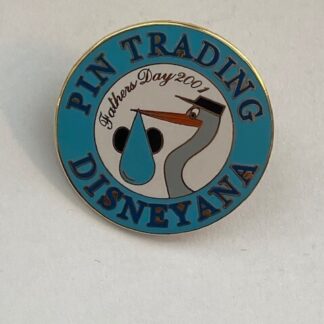 PIN TRADING
Fathers Day 2001
DISNEYANA